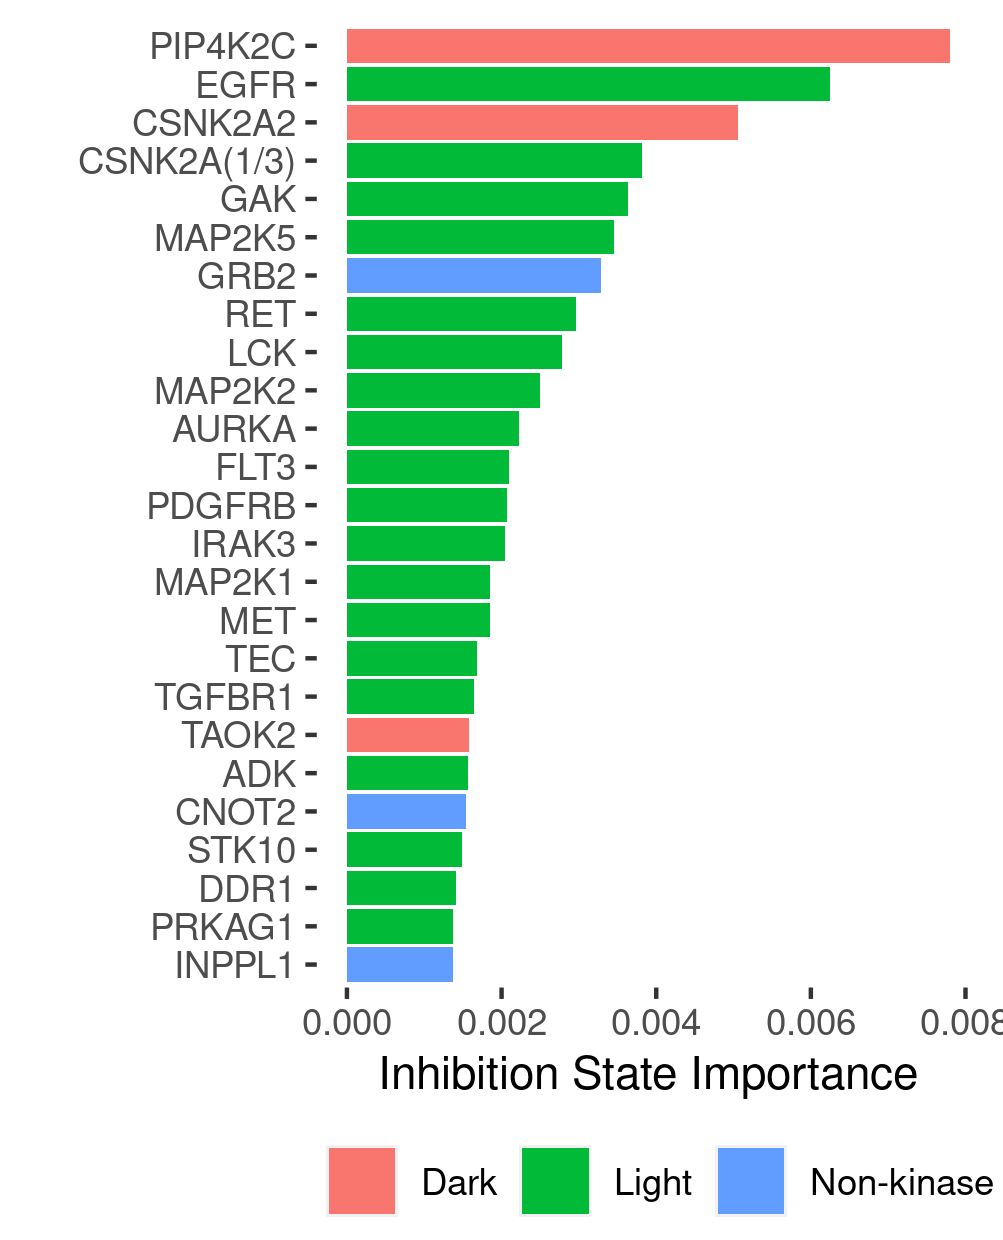 PIP4K2C
EGFR
CSNK2A2
CSNK2A(1/3)
GAK
MAP2K5
GRB2
RET
LCK
MAP2K2
AURKA
FLT3
PDGFRB
IRAK3
MAP2K1
MET
TEC
TGFBR1
TAOK2
ADK
CNOT2
STK10
DDR1
PRKAG1
INPPL1
0.000 0.002 0.004 0.006 0.008
Inhibition State Importance
Dark Light Non-kinase